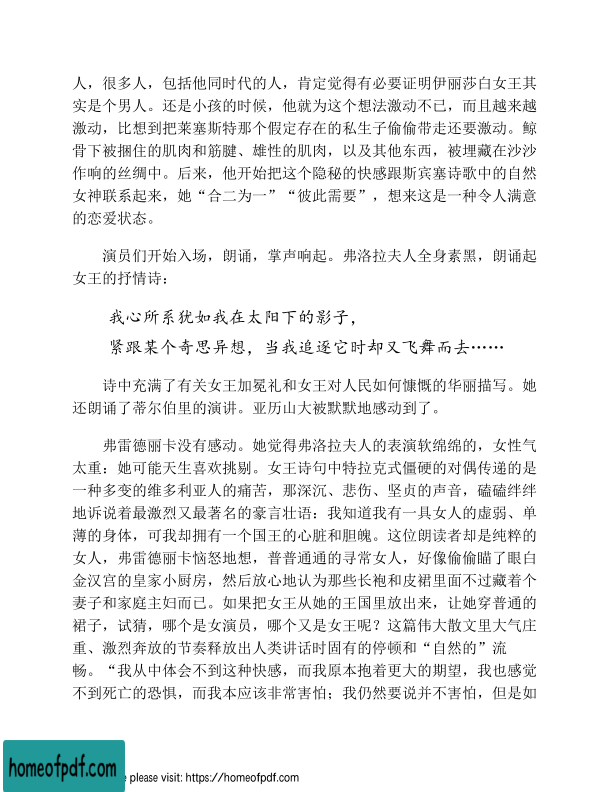 人，很多人，包括他同时代的人，肯定觉得有必要证明伊丽莎白女王其
实是个男人。还是小孩的时候，他就为这个想法激动不已，而且越来越
激动，比想到把莱塞斯特那个假定存在的私生子偷偷带走还要激动。鲸
骨下被捆住的肌肉和筋腱、雄性的肌肉，以及其他东西，被埋藏在沙沙
作响的丝绸中。后来，他开始把这个隐秘的快感跟斯宾塞诗歌中的自然
女神联系起来，她“合二为一”“彼此需要”，想来这是一种令人满意
的恋爱状态。
演员们开始入场，朗诵，掌声响起。弗洛拉夫人全身素黑，朗诵起
女王的抒情诗：
我心所系犹如我在太阳下的影子，
紧跟某个奇思异想，当我追逐它时却又飞舞而去……
诗中充满了有关女王加冕礼和女王对人民如何慷慨的华丽描写。她
还朗诵了蒂尔伯里的演讲。亚历山大被默默地感动到了。
弗雷德丽卡没有感动。她觉得弗洛拉夫人的表演软绵绵的，女性气
太重：她可能天生喜欢挑剔。女王诗句中特拉克式僵硬的对偶传递的是
一种多变的维多利亚人的痛苦，那深沉、悲伤、坚贞的声音，磕磕绊绊
地诉说着最激烈又最著名的豪言壮语：我知道我有一具女人的虚弱、单
薄的身体，可我却拥有一个国王的心脏和胆魄。这位朗读者却是纯粹的
女人，弗雷德丽卡恼怒地想，普普通通的寻常女人，好像偷偷瞄了眼白
金汉宫的皇家小厨房，然后放心地认为那些长袍和皮裙里面不过藏着个
妻子和家庭主妇而已。如果把女王从她的王国里放出来，让她穿普通的
裙子，试猜，哪个是女演员，哪个又是女王呢？这篇伟大散文里大气庄
重、激烈奔放的节奏释放出人类讲话时固有的停顿和“自然的”流
畅。“我从中体会不到这种快感，而我原本抱着更大的期望，我也感觉
不到死亡的恐惧，而我本应该非常害怕；我仍然要说并不害怕，但是如
homeofpdf.com
e please visit: https://homeofpdf.com